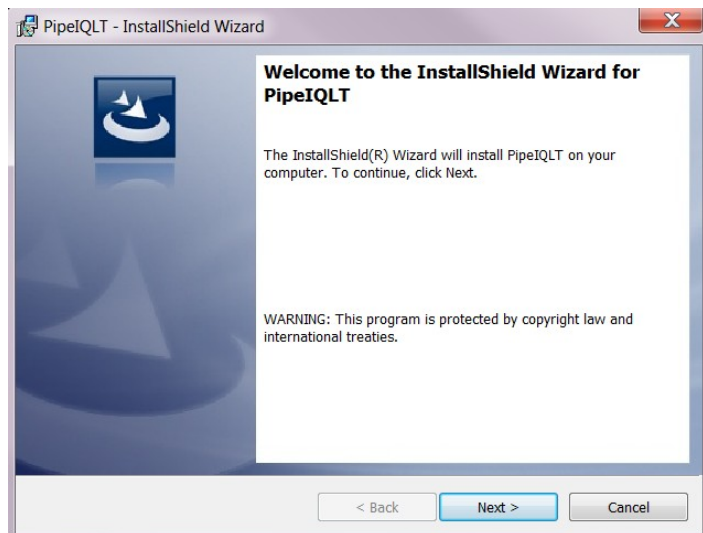 PipeIQLT - InstallShield Wizard
Welcome to the InstallShield Wizard for
PipeIQLT
The InstallShield(R) Wizard will install PipeIQLT on your
computer. To continue, click Next.
WARNING: This program is protected by copyright law and
international treaties.
< Back
Next >
Cancel